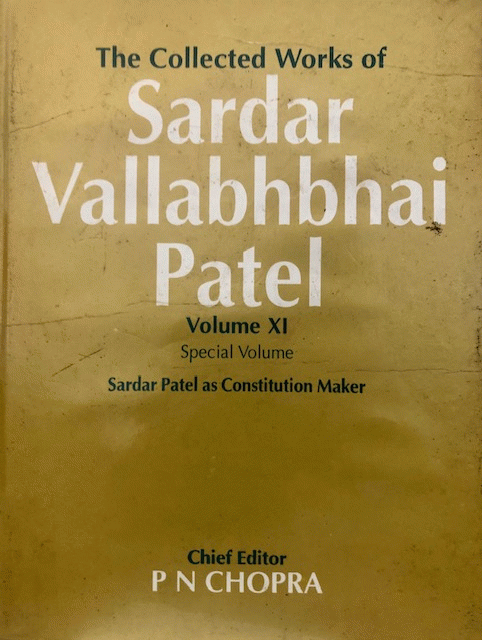 The Collected Works of
Sardar
Vallabhbhai
Patel
Volume XI
Special Volume
Sardar Patel as Constitution Maker
Chief Editor
P N CHOPRA